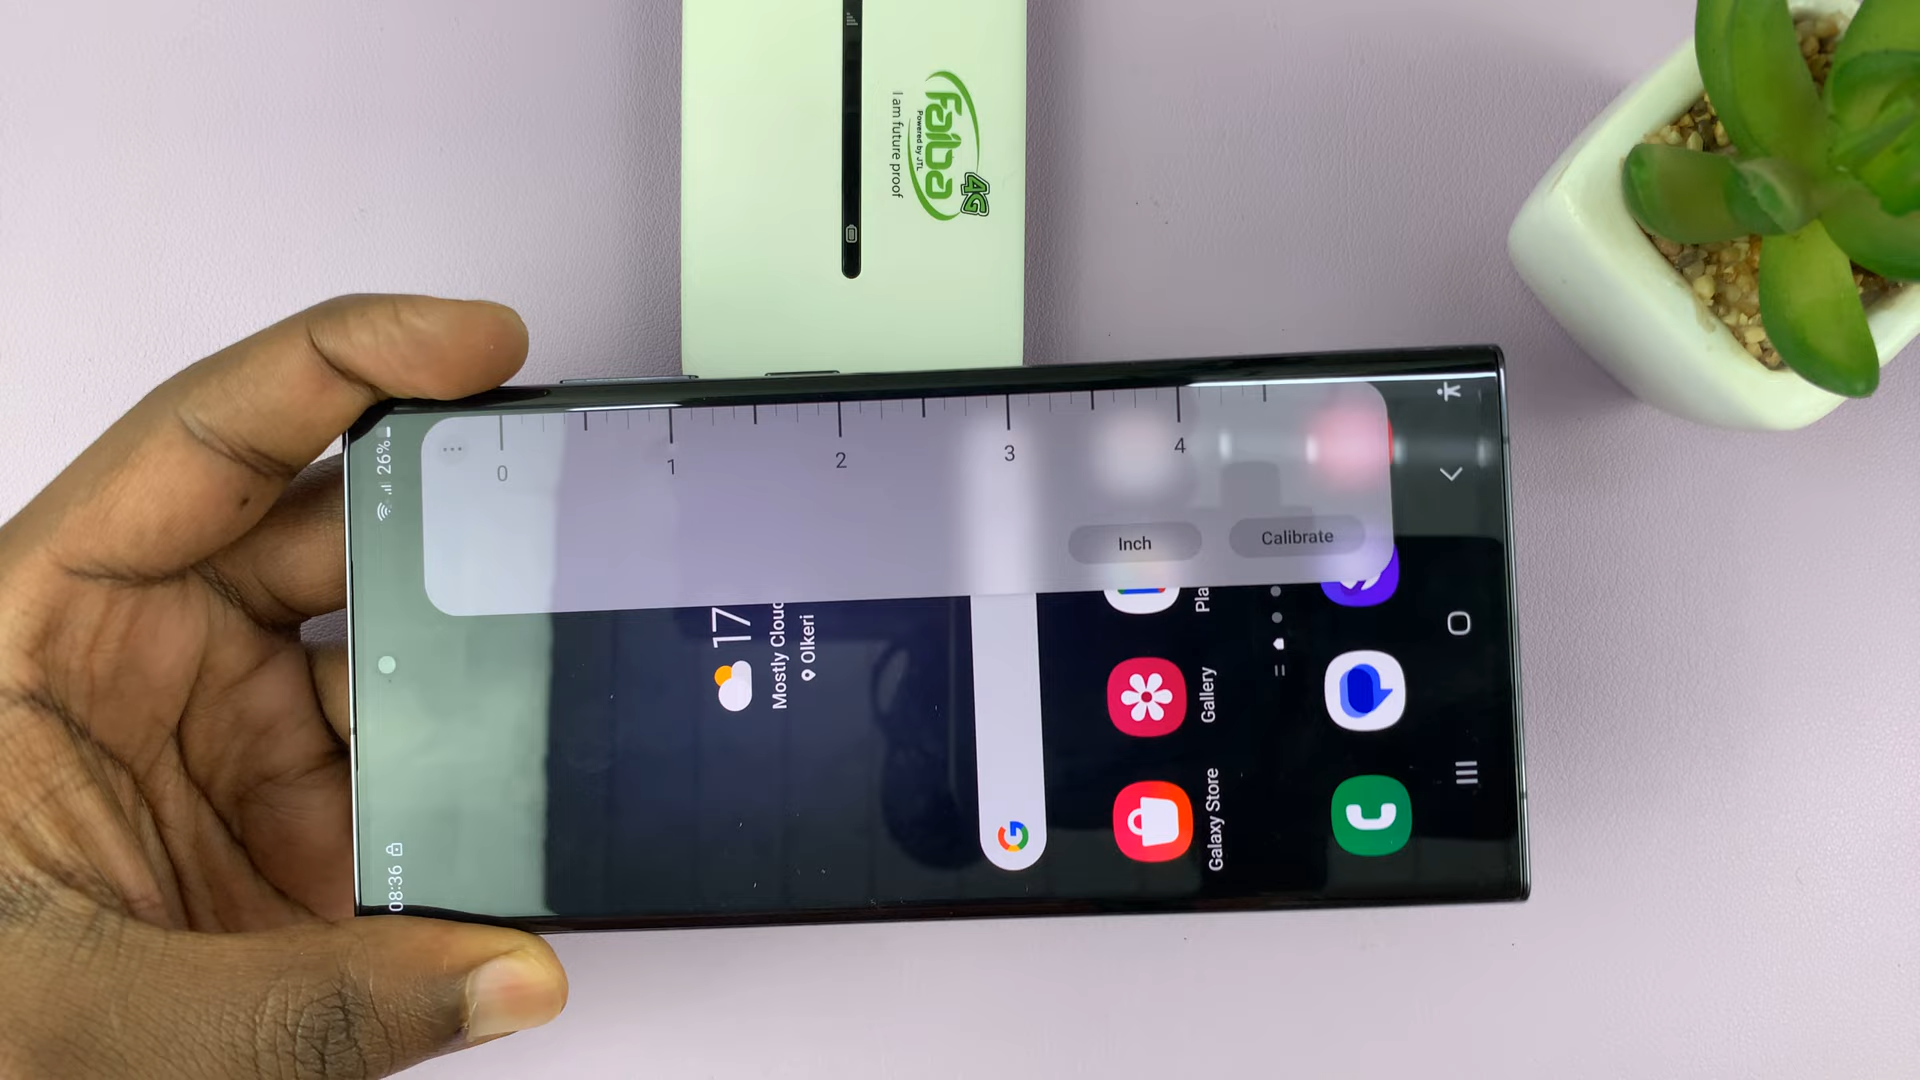 Faiba
4G
Powered by JTL
I am future proof
26%
08:36
0
1
2
3
4
Inch
Calibrate
17
Mostly Cloud
Olkeri
G
Pla
Gallery
Galaxy Store